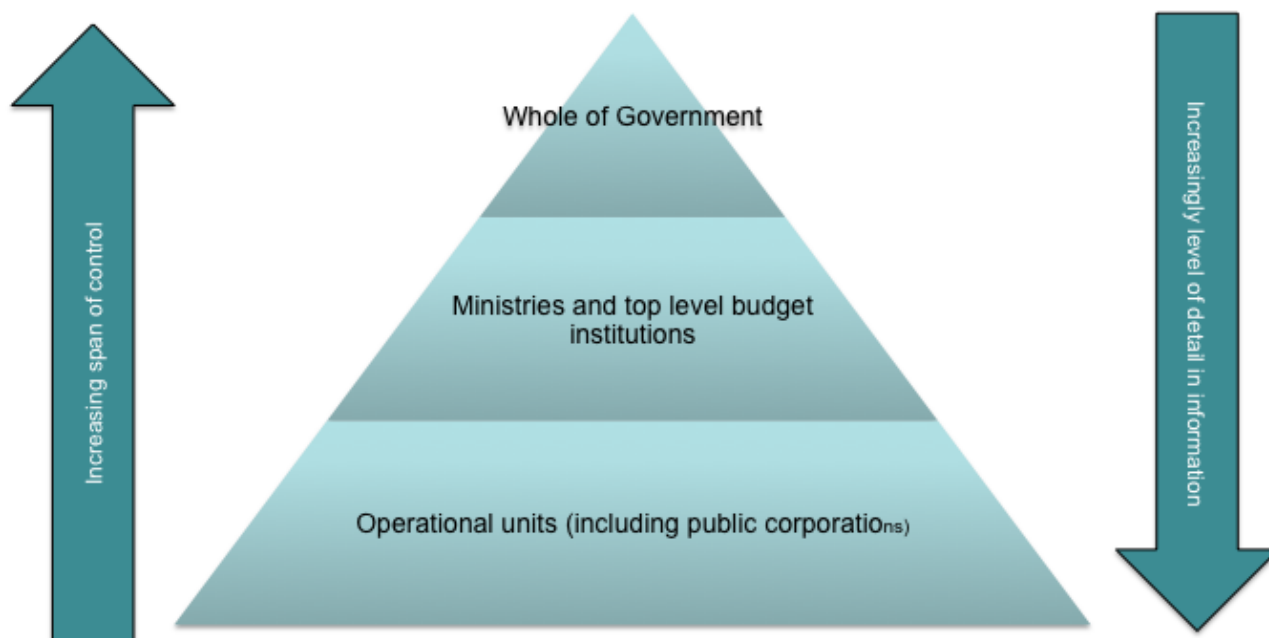 Whole of Government
Increasing span of control
Ministries and top level budget
institutions
Operational units (including public corporations)
Increasingly level of detail in information